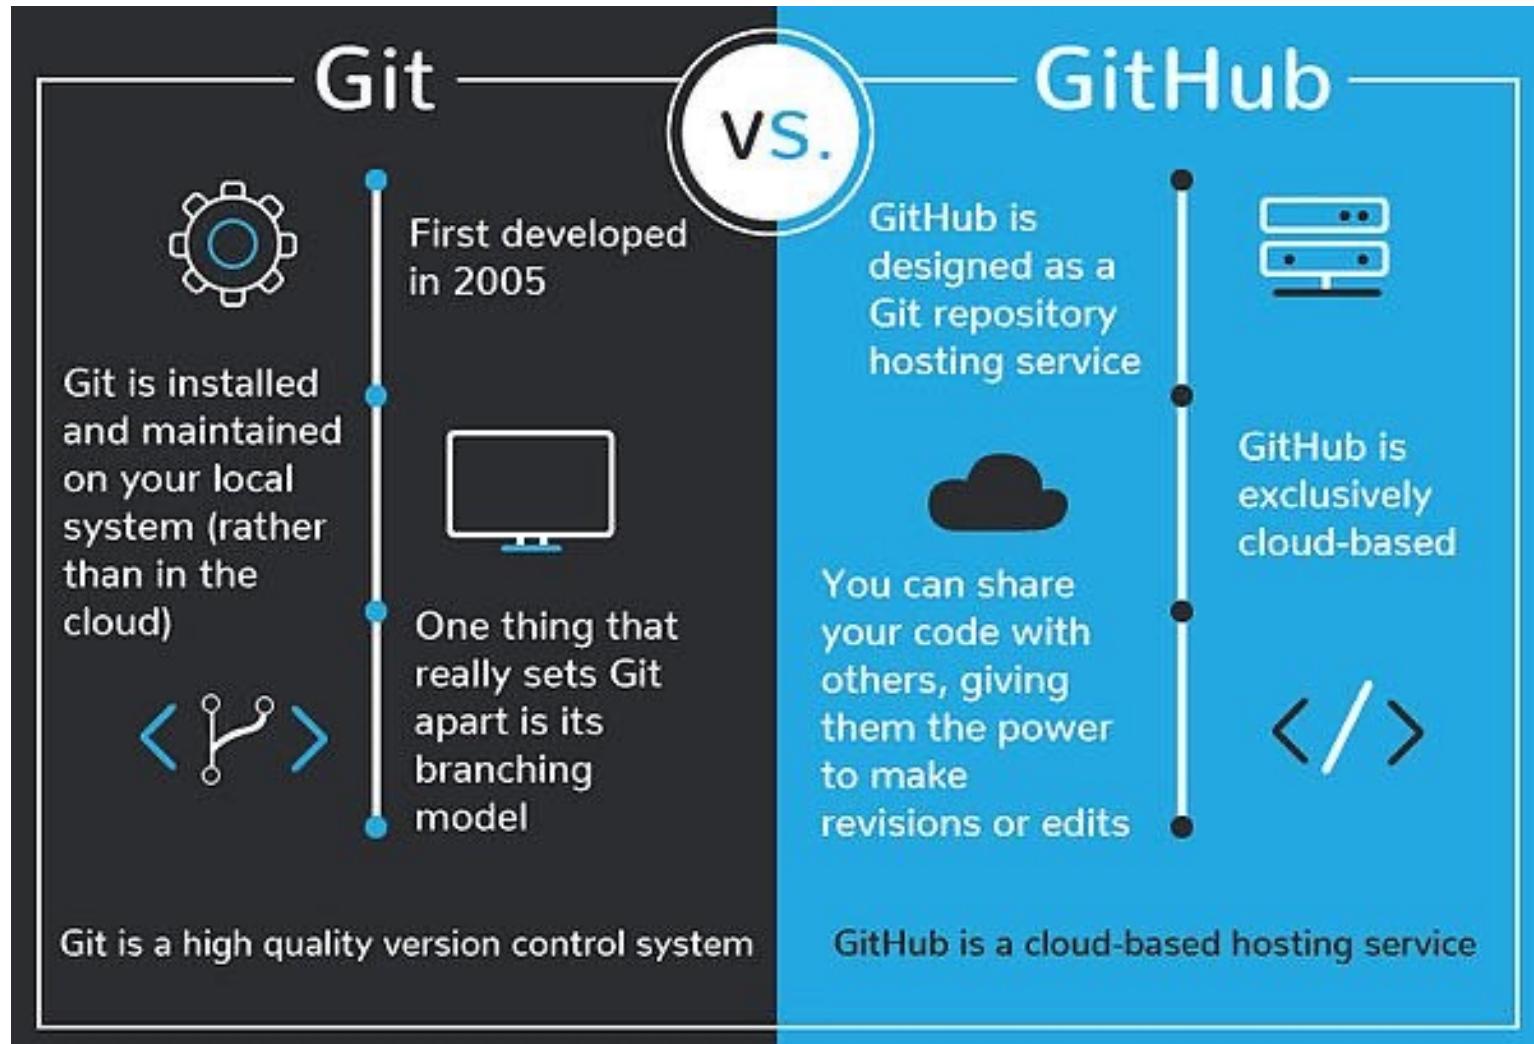 Git
vs.
GitHub
First developed
in 2005
Git is installed
and maintained
on your local
system (rather
than in the
cloud)
One thing that
really sets Git
apart is its
branching
model
Git is a high quality version control system
GitHub is
designed as a
Git repository
hosting service
GitHub is
exclusively
cloud-based
You can share
your code with
others, giving
them the power
to make
revisions or edits
GitHub is a cloud-based hosting service